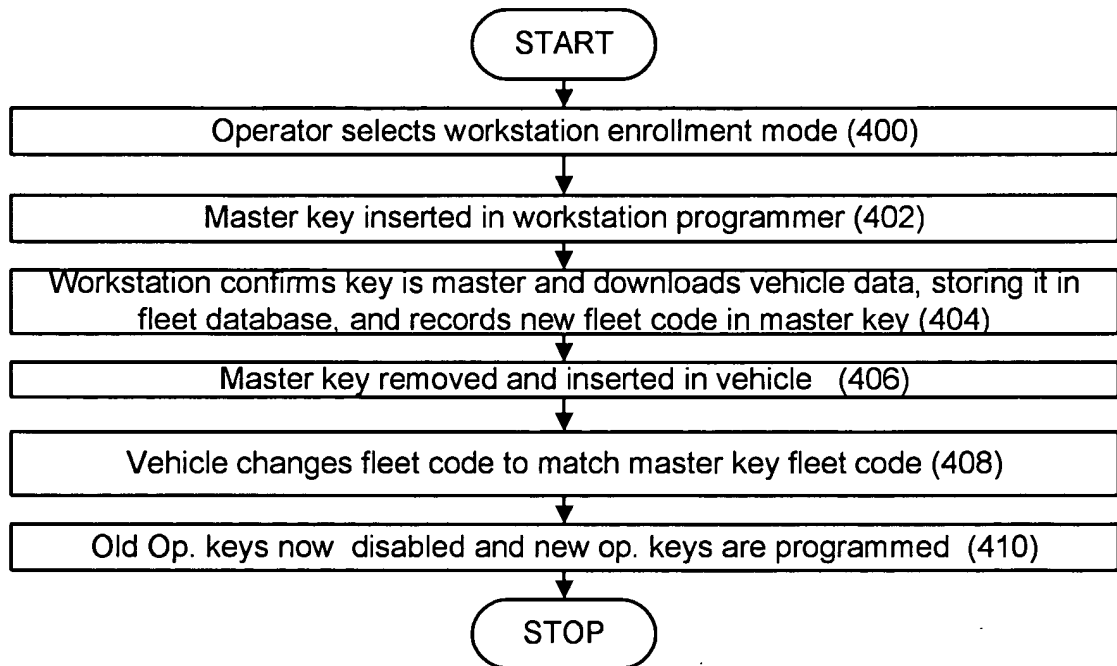 START
Operator selects workstation enrollment mode (400)
Master key inserted in workstation programmer (402)
Workstation confirms key is master and downloads vehicle data, storing it in
fleet database, and records new fleet code in master key (404)
Master key removed and inserted in vehicle (406)
Vehicle changes fleet code to match master key fleet code (408)
Old Op. keys now disabled and new op. keys are programmed (410)
STOP